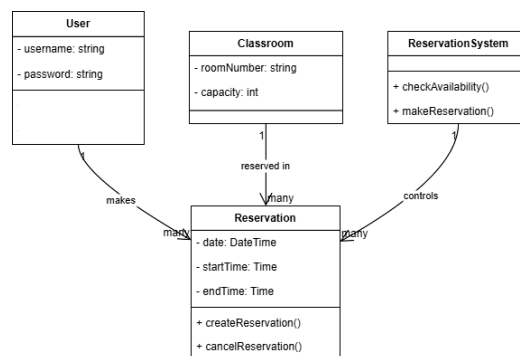 User
- username: string
- password: string
Classroom
- roomNumber: string
- capacity: int
ReservationSystem
+ checkAvailability()
+ makeReservation()
1
1
1
reserved in
makes
controls
many
many
many
Reservation
- date: DateTime
- startTime: Time
- endTime: Time
+ createReservation()
+ cancelReservation()